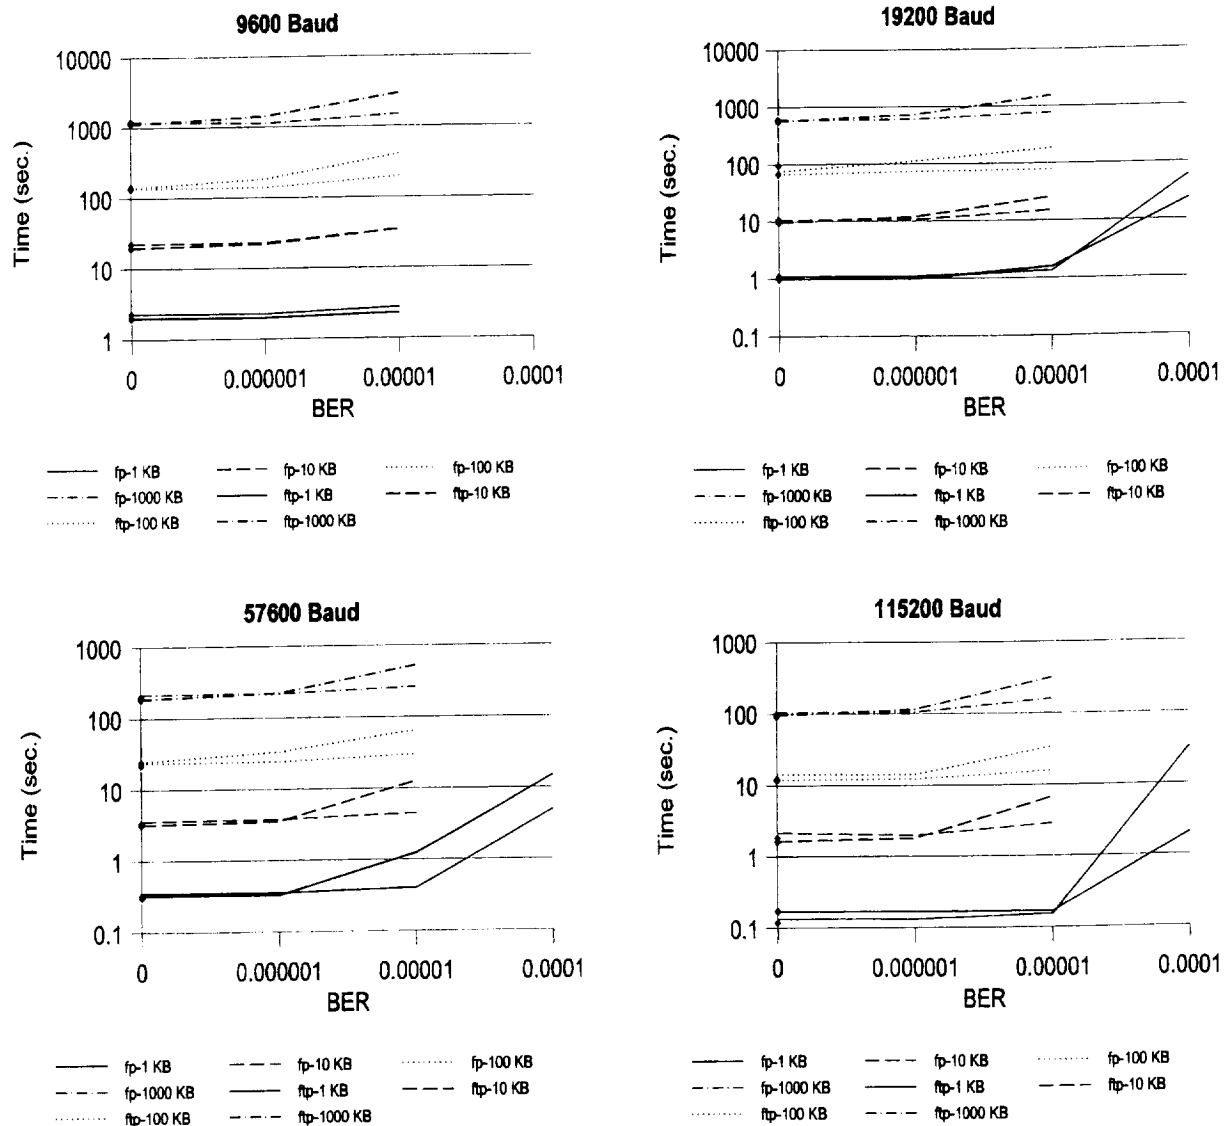 9600 Baud
10000
1000
100
10
1
Time (sec.)
0 0.000001 0.00001 0.0001
BER
fp-1 KB fp-10 KB fp-100 KB
fp-1000 KB ftp-1 KB ftp-10 KB
ftp-100 KB ftp-1000 KB
19200 Baud
10000
1000
100
10
1
0.1
Time (sec.)
0 0.000001 0.00001 0.0001
BER
fp-1 KB fp-10 KB fp-100 KB
fp-1000 KB ftp-1 KB ftp-10 KB
ftp-100 KB ftp-1000 KB
57600 Baud
1000
100
10
1
0.1
Time (sec.)
0 0.000001 0.00001 0.0001
BER
fp-1 KB fp-10 KB fp-100 KB
fp-1000 KB ftp-1 KB ftp-10 KB
ftp-100 KB ftp-1000 KB
115200 Baud
1000
100
10
1
0.1
Time (sec.)
0 0.000001 0.00001 0.0001
BER
fp-1 KB fp-10 KB fp-100 KB
fp-1000 KB ftp-1 KB ftp-10 KB
ftp-100 KB ftp-1000 KB